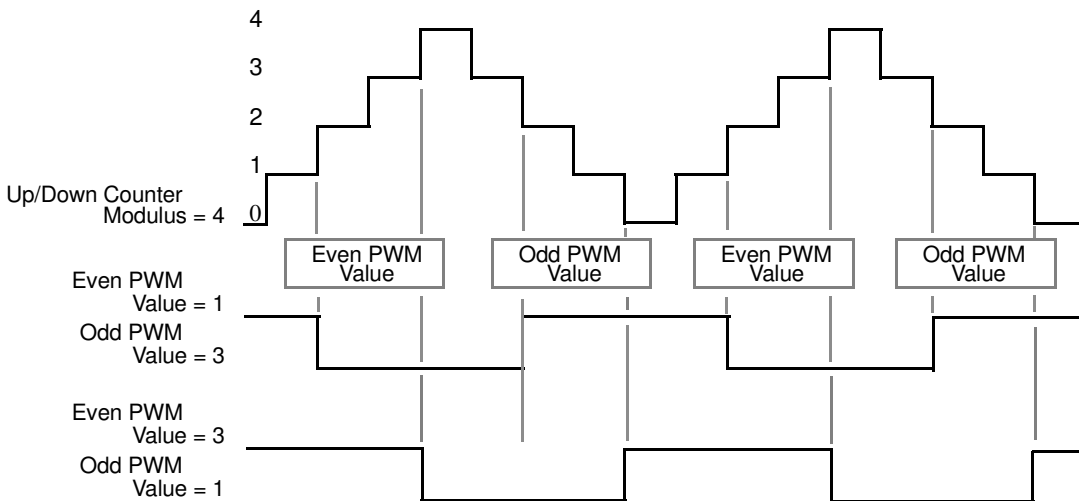 4
3
2
1
Up/Down Counter
Modulus = 4
0
Even PWM
Value
Odd PWM
Value
Even PWM
Value
Odd PWM
Value
Even PWM
Value = 1
Odd PWM
Value = 3
Even PWM
Value = 3
Odd PWM
Value = 1